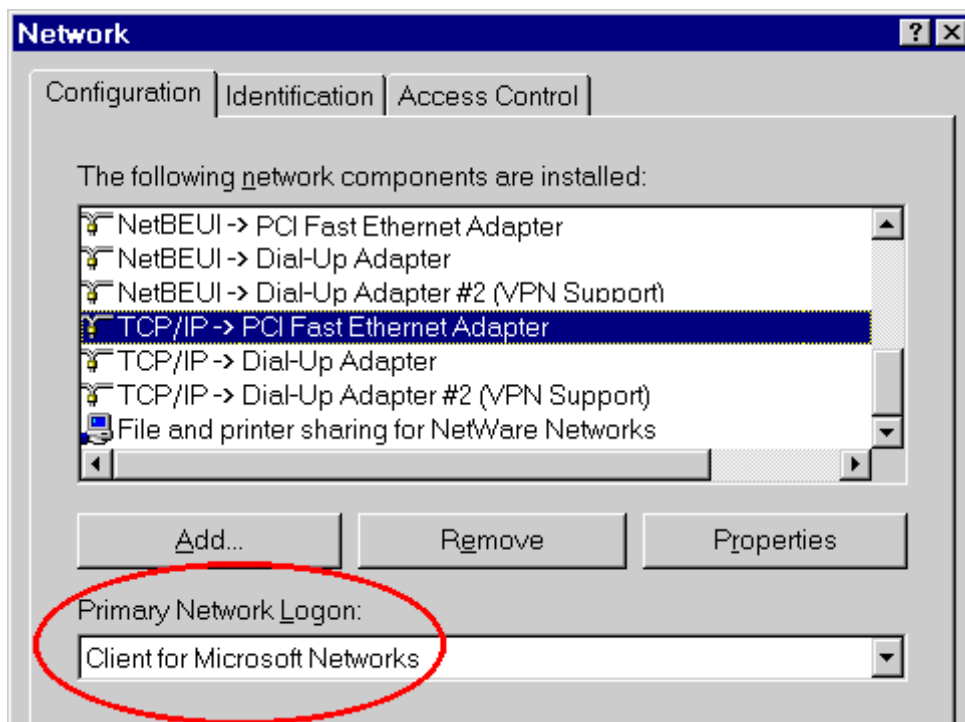 Network
Configuration Identification Access Control
The following network components are installed:
NetBEUI -> PCI Fast Ethernet Adapter
NetBEUI -> Dial-Up Adapter
NetBEUI -> Dial-Up Adapter #2 (VPN Support)
TCP/IP -> PCI Fast Ethernet Adapter
TCP/IP -> Dial-Up Adapter
TCP/IP -> Dial-Up Adapter #2 (VPN Support)
File and printer sharing for NetWare Networks
Add... Remove Properties
Primary Network Logon:
Client for Microsoft Networks